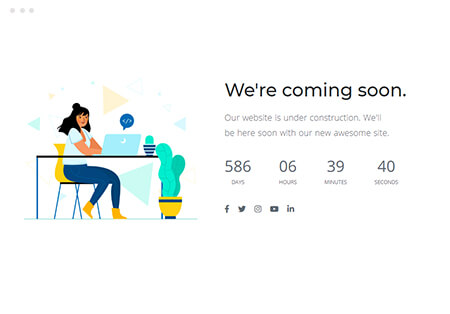 </>
We're coming soon.
Our website is under construction. We'll
be here soon with our new awesome site.
586 06 39 40
DAYS HOURS MINUTES SECONDS